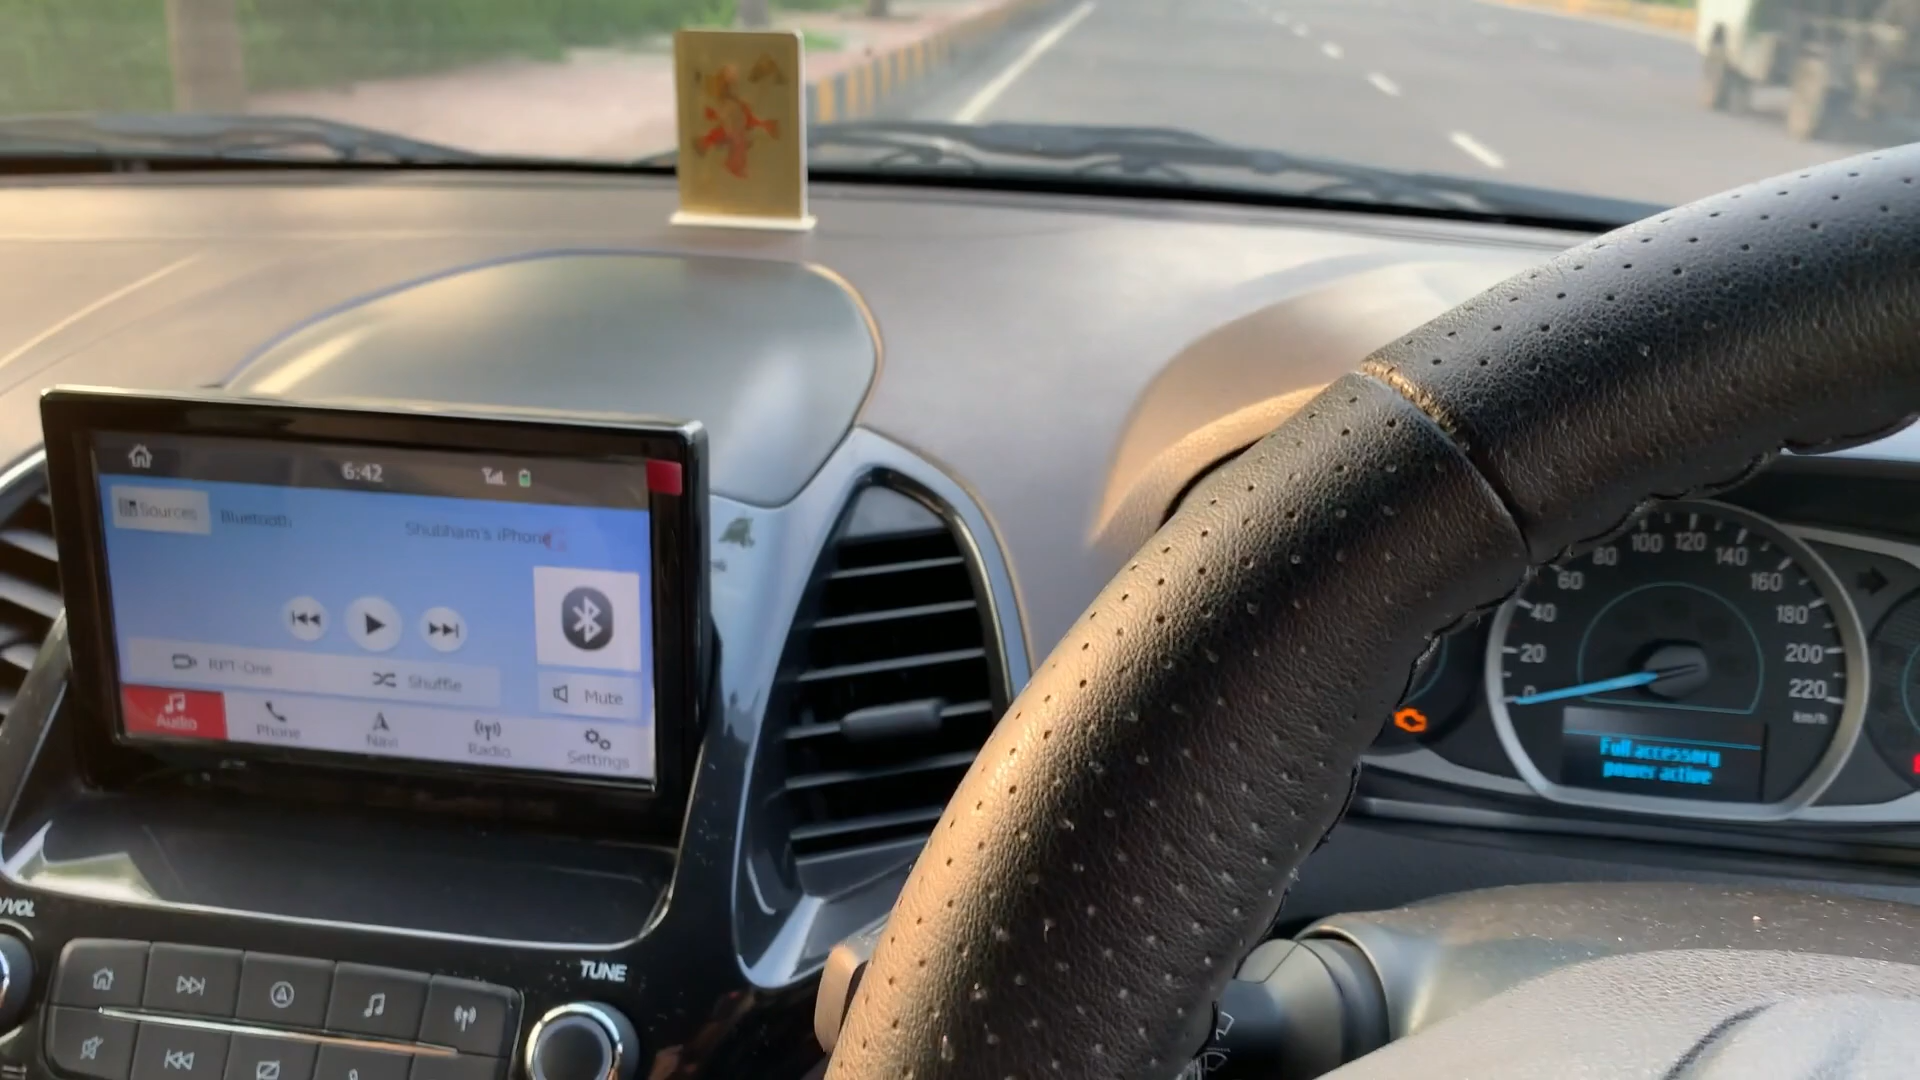 6:42
Sources Bluetooth Shubham's iPhone
RPT-One Shuffle Mute
Audio Phone Navi Radio Settings
TUNE
20
40
60
80
100
120
140
160
180
200
220
km/h
0
Full accessory
power active